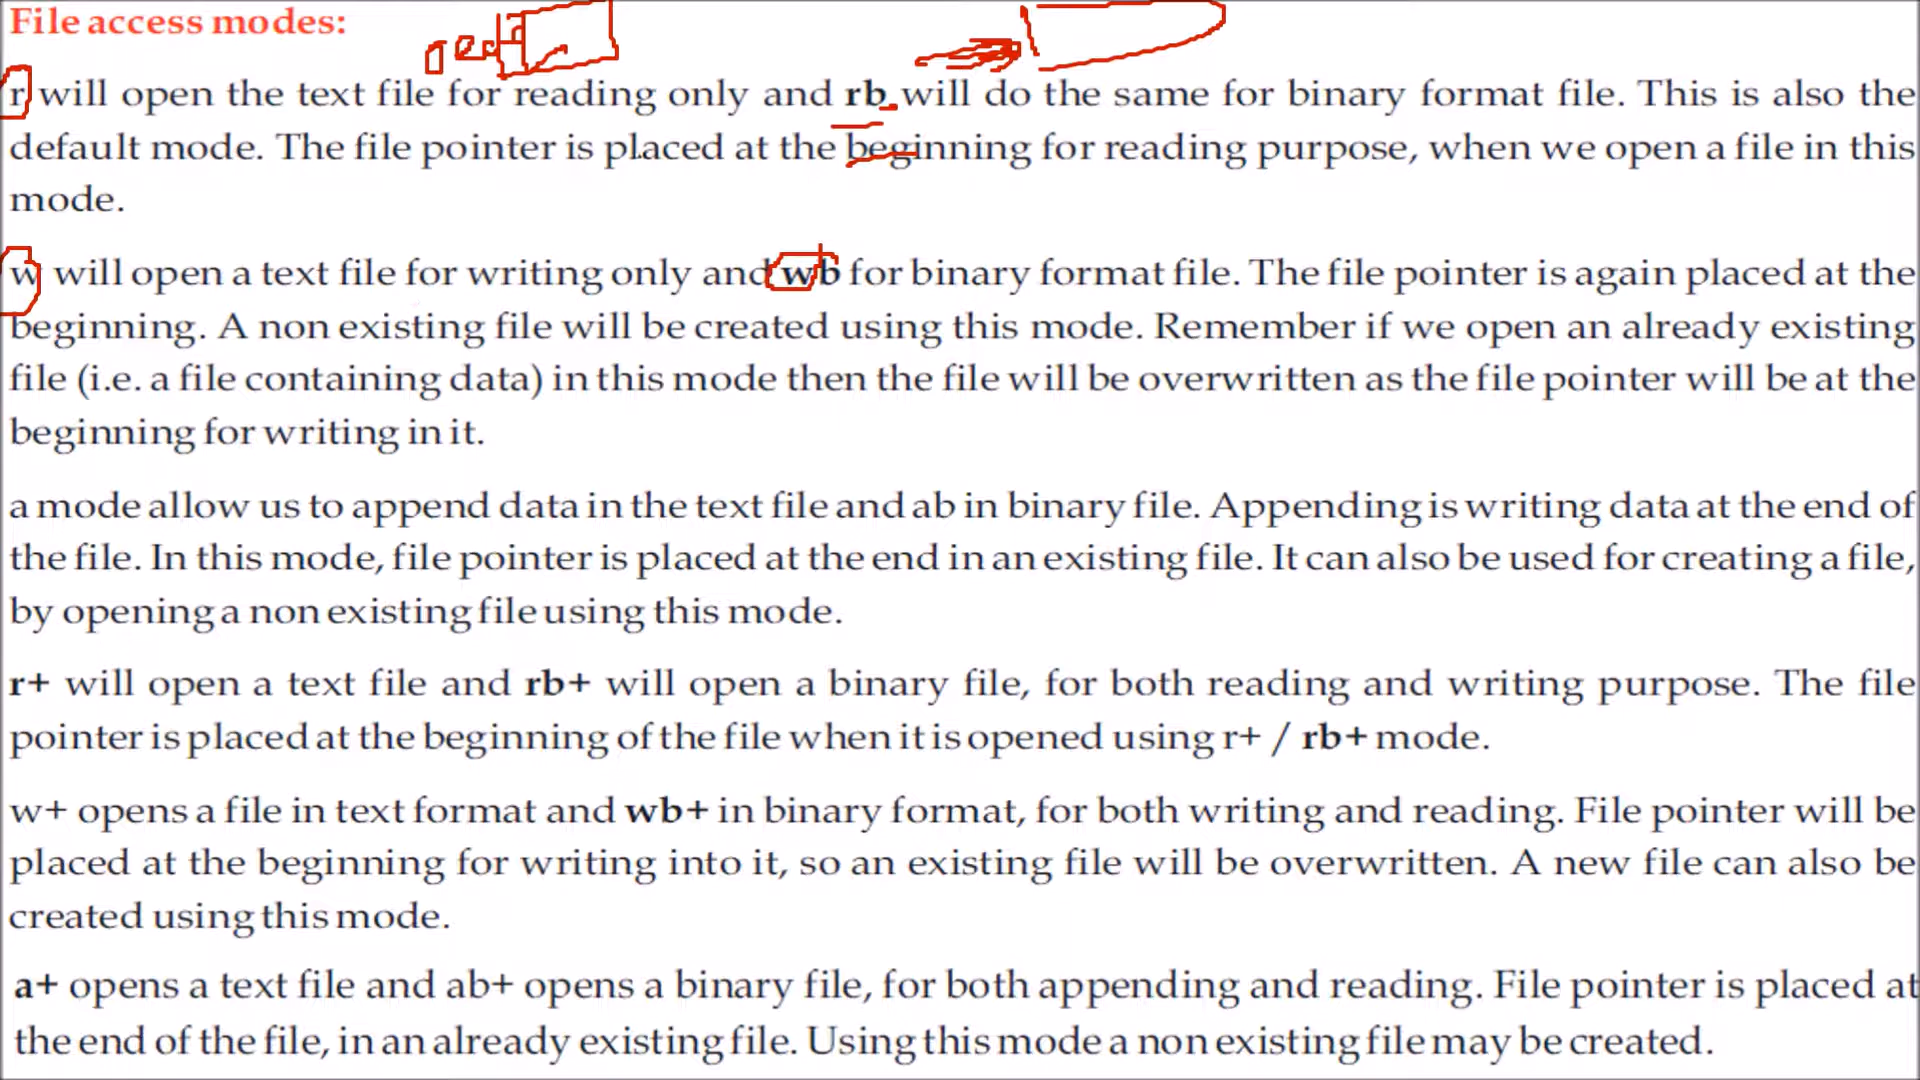 File access modes:
read
r will open the text file for reading only and rb will do the same for binary format file. This is also the
default mode. The file pointer is placed at the beginning for reading purpose, when we open a file in this
mode.
w will open a text file for writing only and wb for binary format file. The file pointer is again placed at the
beginning. A non existing file will be created using this mode. Remember if we open an already existing
file (i.e. a file containing data) in this mode then the file will be overwritten as the file pointer will be at the
beginning for writing in it.
a mode allow us to append data in the text file and ab in binary file. Appending is writing data at the end of
the file. In this mode, file pointer is placed at the end in an existing file. It can also be used for creating a file,
by opening a non existing file using this mode.
r+ will open a text file and rb+ will open a binary file, for both reading and writing purpose. The file
pointer is placed at the beginning of the file when it is opened using r+ / rb+ mode.
w+ opens a file in text format and wb+ in binary format, for both writing and reading. File pointer will be
placed at the beginning for writing into it, so an existing file will be overwritten. A new file can also be
created using this mode.
a+ opens a text file and ab+ opens a binary file, for both appending and reading. File pointer is placed at
the end of the file, in an already existing file. Using this mode a non existing file may be created.